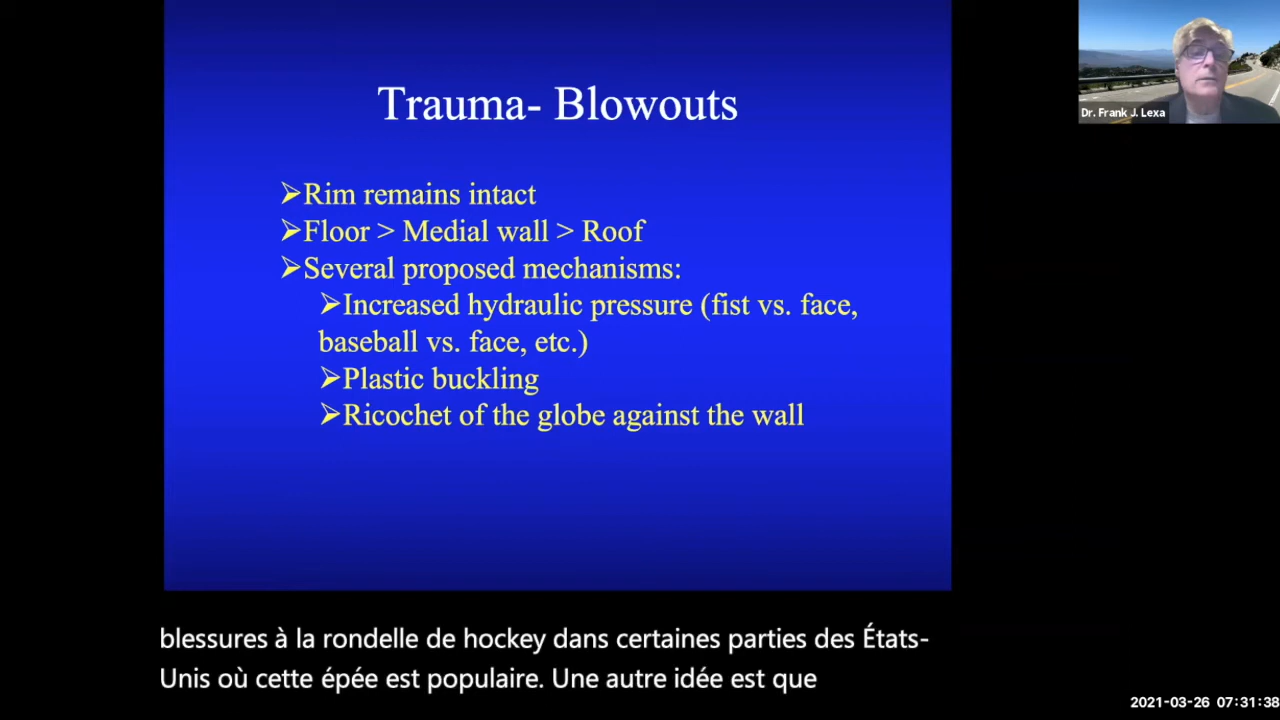 Trauma- Blowouts
➢Rim remains intact
➢Floor > Medial wall > Roof
➢Several proposed mechanisms:
➢Increased hydraulic pressure (fist vs. face,
baseball vs. face, etc.)
➢Plastic buckling
➢Ricochet of the globe against the wall
Dr. Frank J. Lexa
blessures à la rondelle de hockey dans certaines parties des États-
Unis où cette épée est populaire. Une autre idée est que
2021-03-26 07:31:38